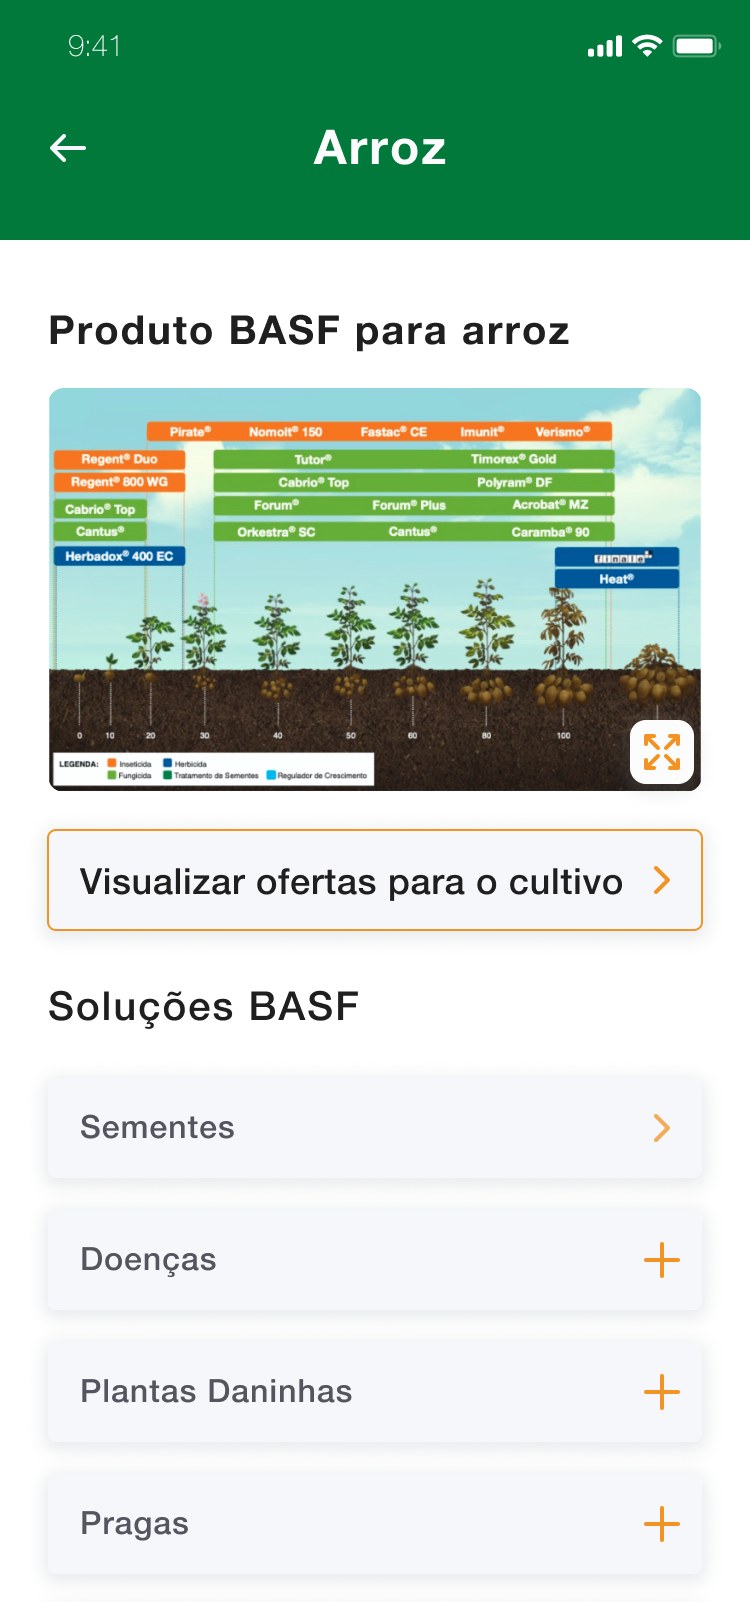 9:41
Arroz
Produto BASF para arroz
Pirate® Nomolt® 150 Fastac® CE Imunit® Verismo®
Regent® Duo Tutor® Timorex® Gold
Regent® 800 WG Cabrio® Top Polyram® DF
Cabrio® Top Forum® Forum® Plus Acrobat® MZ
Cantus® Orkestra® SC Cantus® Caramba® 90
Herbadox® 400 EC finale®
Heat®
0 10 20 30 40 50 60 80 100
LEGENDA: Inseticida Herbicida
Fungicida Tratamento de Sementes Regulador de Crescimento
Visualizar ofertas para o cultivo
Soluções BASF
Sementes
Doenças
Plantas Daninhas
Pragas